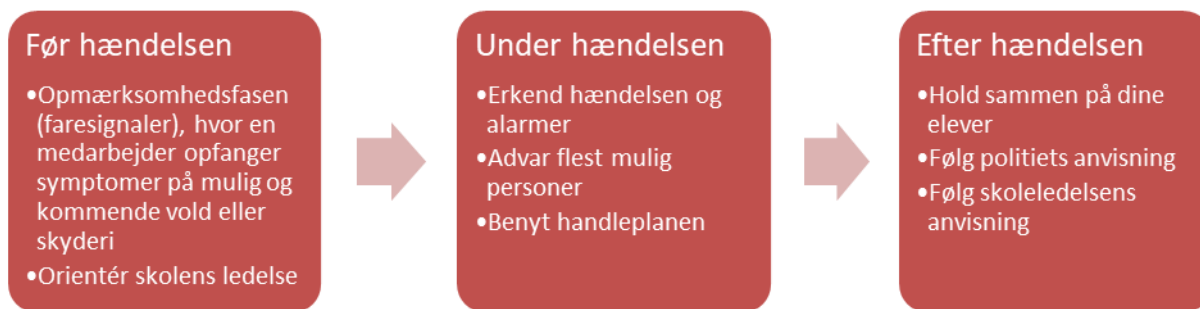 Før hændelsen
•Opmærksomhedsfasen
(faresignaler), hvor en
medarbejder opfanger
symptomer på mulig og
kommende vold eller
skyderi
•Orientér skolens ledelse
Under hændelsen
•Erkend hændelsen og
alarmer
•Advar flest mulig
personer
•Benyt handleplanen
Efter hændelsen
•Hold sammen på dine
elever
•Følg politiets anvisning
•Følg skoleledelsens
anvisning